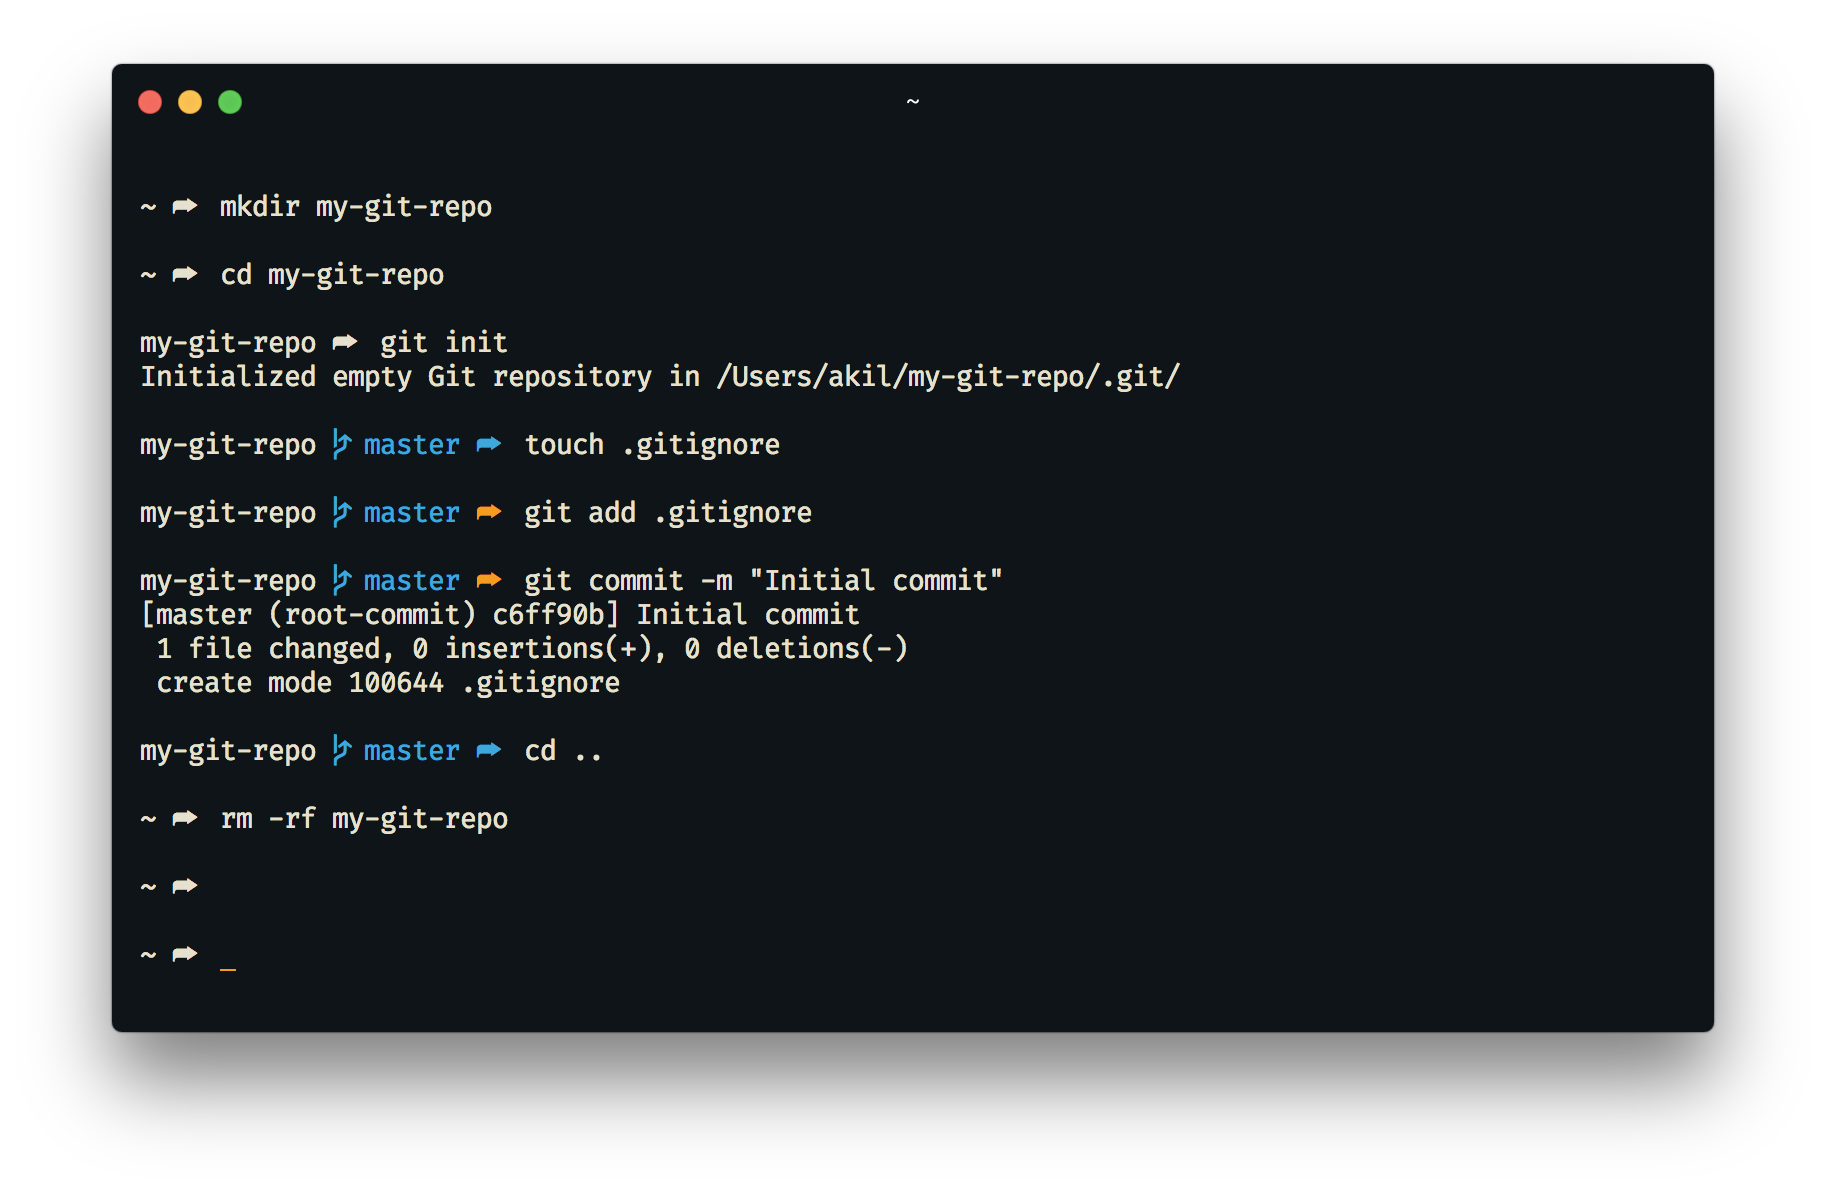 ~
~ ➦ mkdir my-git-repo
~ ➦ cd my-git-repo
my-git-repo ➦ git init
Initialized empty Git repository in /Users/akil/my-git-repo/.git/
my-git-repo master ➦ touch .gitignore
my-git-repo master ➦ git add .gitignore
my-git-repo master ➦ git commit -m "Initial commit"
[master (root-commit) c6ff90b] Initial commit
1 file changed, 0 insertions(+), 0 deletions(-)
create mode 100644 .gitignore
my-git-repo master ➦ cd ..
~ ➦ rm -rf my-git-repo
~ ➦
~ ➦ _